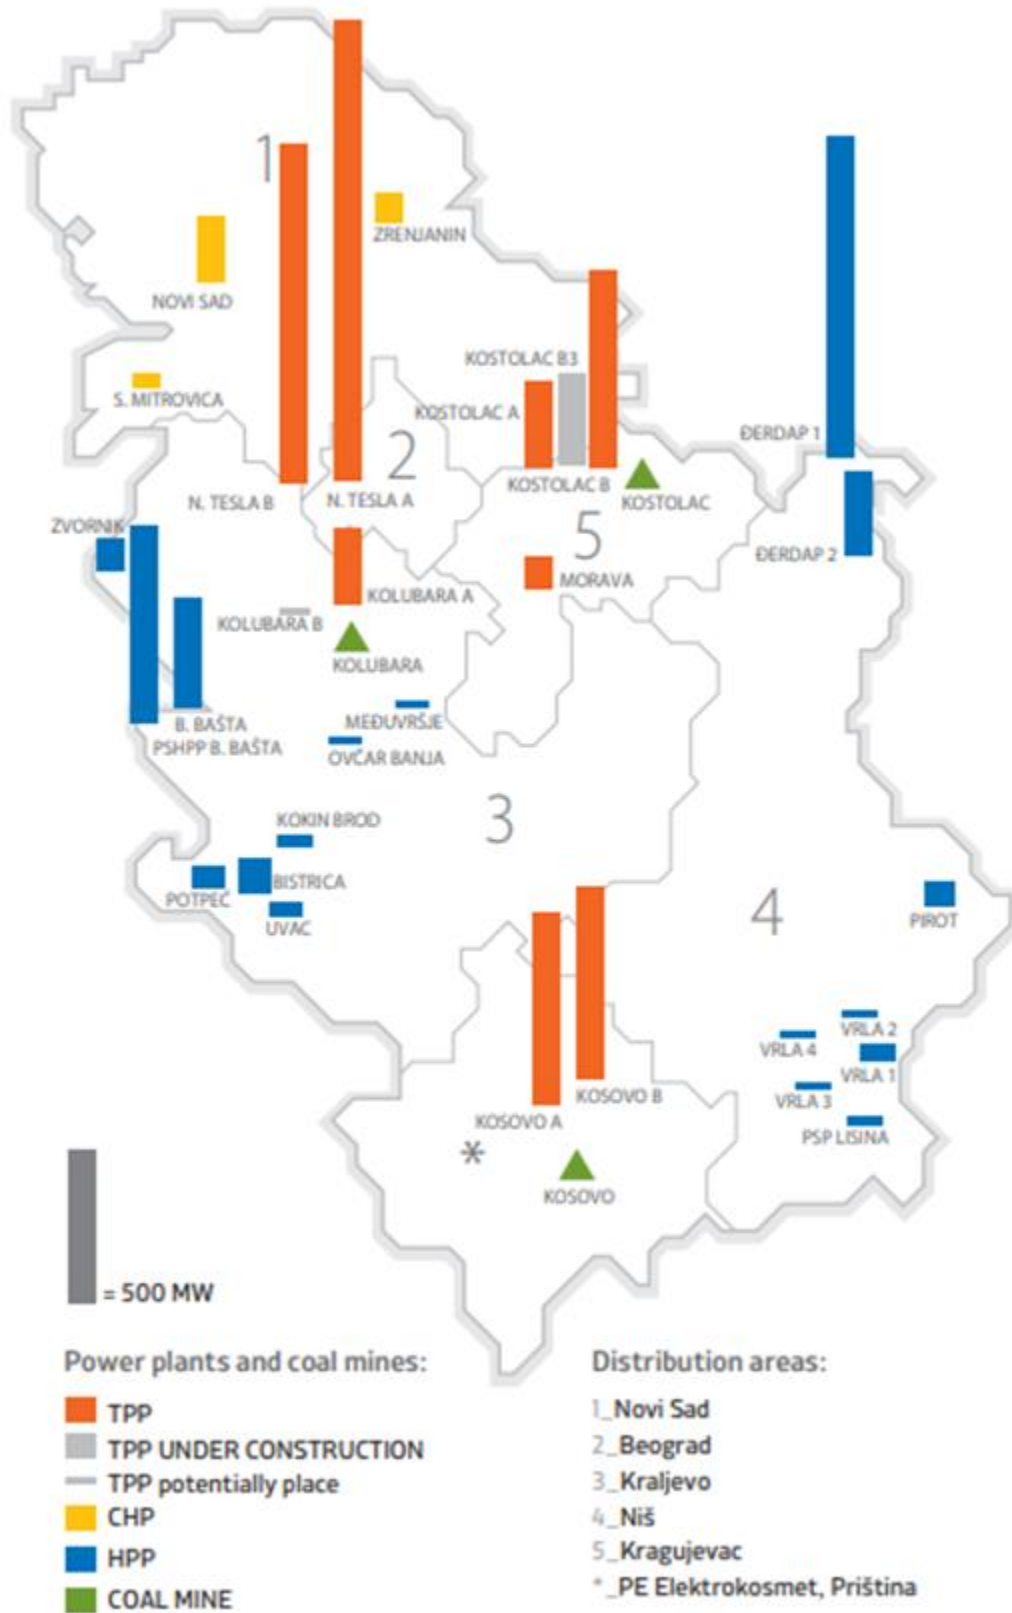 1
ZRENJANIN
NOVI SAD
KOSTOLAC B3
S. MITROVICA
KOSTOLAC A
ĐERDAP 1
2
KOSTOLAC B
N. TESLA B
N. TESLA A
KOSTOLAC
ZVORNIK
5
ĐERDAP 2
MORAVA
KOLUBARA A
KOLUBARA B
KOLUBARA
B. BAŠTA
MEĐUVRŠJE
PSHPP B. BAŠTA
OVČAR BANJA
3
KOKIN BROD
BISTRICA
POTPEĆ
UVAC
4
PIROT
VRLA 2
VRLA 4
VRLA 1
KOSOVO B
VRLA 3
KOSOVO A
PSP LISINA
*
KOSOVO
= 500 MW
Power plants and coal mines:
TPP
TPP UNDER CONSTRUCTION
TPP potentially place
CHP
HPP
COAL MINE
Distribution areas:
1_Novi Sad
2_Beograd
3_Kraljevo
4_Niš
5_Kragujevac
*_PE Elektrokosmet, Priština